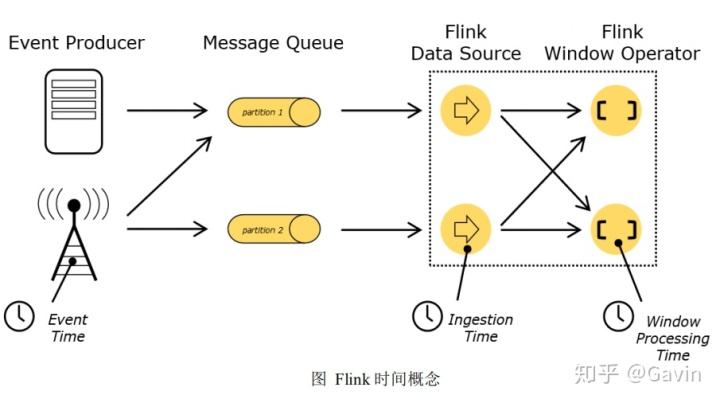 Event Producer
Message Queue
Flink
Data Source
Flink
Window Operator
partition 1
partition 2
Event
Time
Ingestion
Time
Window
Processing
Time
图 Flink 时间概念
知乎 @Gavin